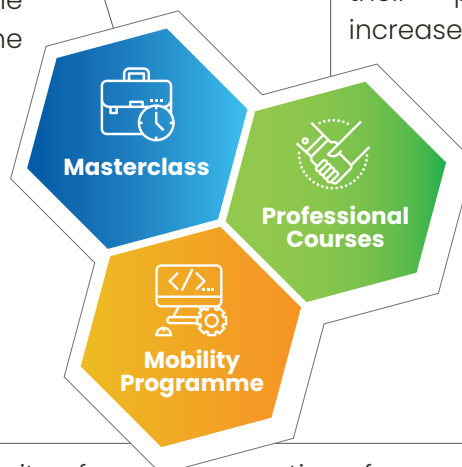 increase
Masterclass
Professional
Courses
</>...
Mobility
Programme